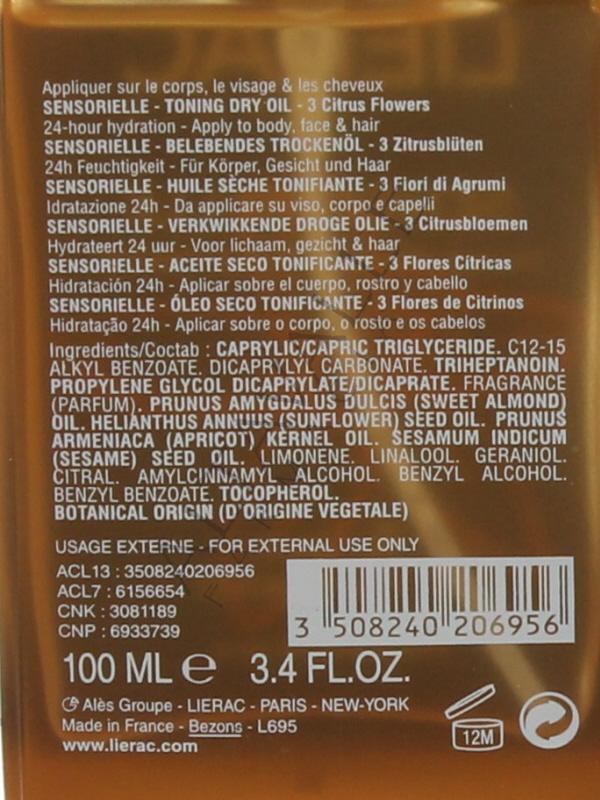 Appliquer sur le corps, le visage & les cheveux
SENSORIELLE - TONING DRY OIL - 3 Citrus Flowers
24-hour hydration - Apply to body, face & hair
SENSORIELLE - BELEBENDES TROCKENÖL - 3 Zitrusblüten
24h Feuchtigkeit - Für Körper, Gesicht und Haar
SENSORIELLE - HUILE SÈCHE TONIFIANTE - 3 Fiori di Agrumi
Idratazione 24h - Da applicare su viso, corpo e capelli
SENSORIELLE - VERKWIKKENDE DROGE OLIE - 3 Citrusbloemen
Hydrateert 24 uur - Voor lichaam, gezicht & haar
SENSORIELLE - ACEITE SECO TONIFICANTE - 3 Flores Cítricas
Hidratación 24h - Aplicar sobre el cuerpo, rostro y cabello
SENSORIELLE - ÓLEO SECO TONIFICANTE - 3 Flores de Citrinos
Hidratação 24h - Aplicar sobre o corpo, o rosto e os cabelos
Ingredients/Coctab : CAPRYLIC/CAPRIC TRIGLYCERIDE. C12-15
ALKYL BENZOATE. DICAPRYLYL CARBONATE. TRIHEPTANOIN.
PROPYLENE GLYCOL DICAPRYLATE/DICAPRATE. FRAGRANCE
(PARFUM). PRUNUS AMYGDALUS DULCIS (SWEET ALMOND)
OIL. HELIANTHUS ANNUUS (SUNFLOWER) SEED OIL. PRUNUS
ARMENIACA (APRICOT) KERNEL OIL. SESAMUM INDICUM
(SESAME) SEED OIL. LIMONENE. LINALOOL. GERANIOL.
CITRAL. AMYLCINNAMYL ALCOHOL. BENZYL ALCOHOL.
BENZYL BENZOATE. TOCOPHEROL.
BOTANICAL ORIGIN (D'ORIGINE VEGETALE)
USAGE EXTERNE - FOR EXTERNAL USE ONLY
ACL13 : 3508240206956
ACL7 : 6156654
CNK : 3081189
CNP : 6933739
3 508240 206956
100 ML e 3.4 FL.OZ.
Alès Groupe - LIERAC - PARIS - NEW-YORK
Made in France - Bezons - L695
www.lierac.com
12M